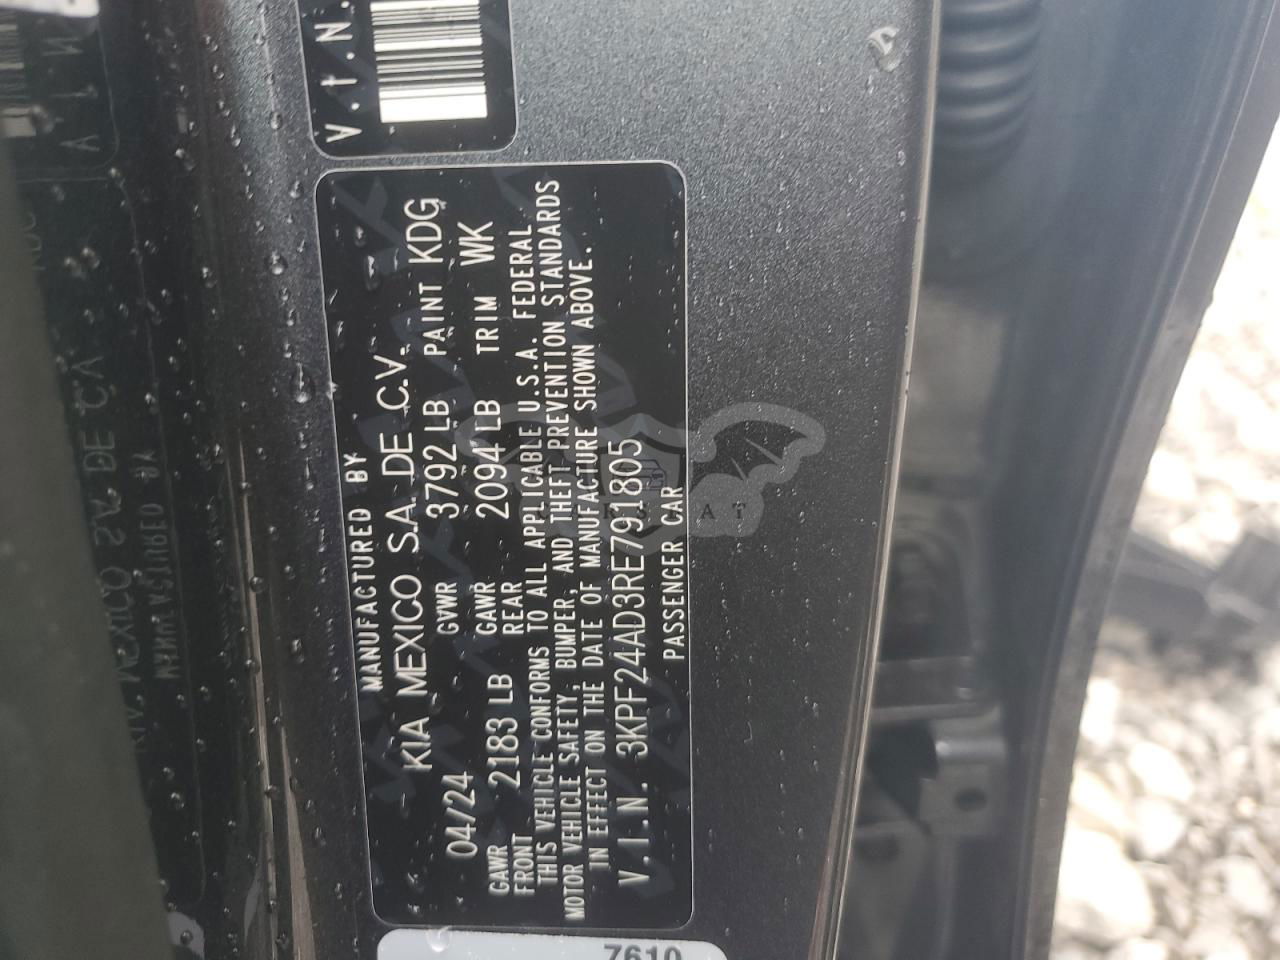 V.I.N.
MANUFACTURED BY
KIA MEXICO S.A. DE C.V.
04/24 GVWR 3792 LB PAINT KDG
GAWR FRONT 2183 LB GAWR REAR 2094 LB TRIM WK
THIS VEHICLE CONFORMS TO ALL APPLICABLE U.S.A. FEDERAL
MOTOR VEHICLE SAFETY, BUMPER, AND THEFT PREVENTION STANDARDS
IN EFFECT ON THE DATE OF MANUFACTURE SHOWN ABOVE.
V.I.N. 3KPF24AD3RE791805
PASSENGER CAR
7610